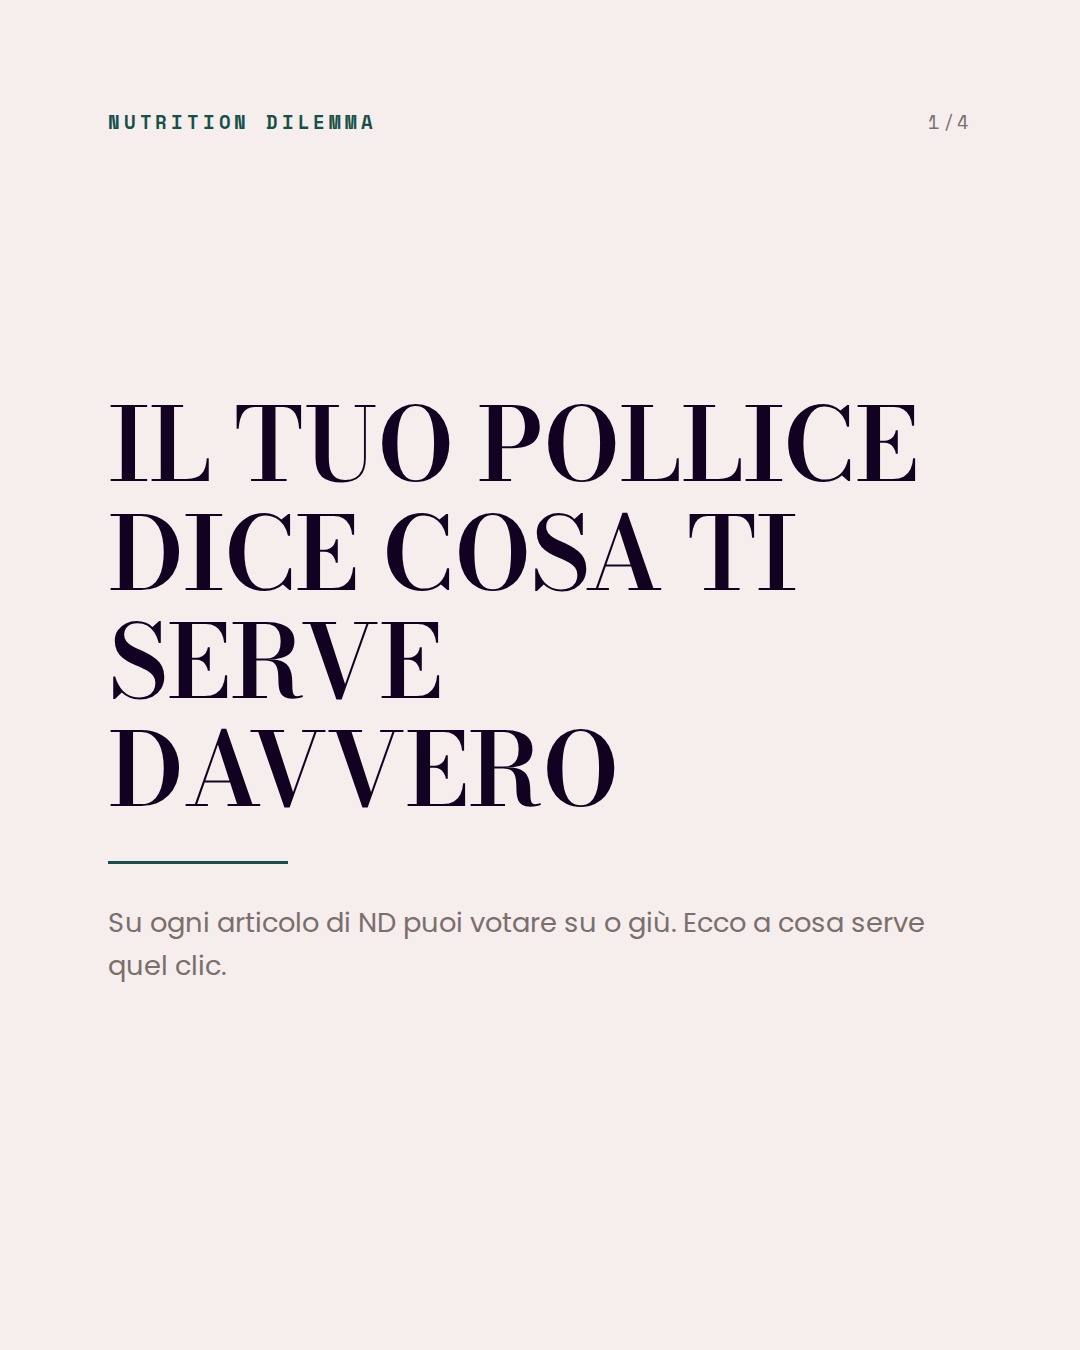 NUTRITION DILEMMA
1/4
IL TUO POLLICE
DICE COSA TI
SERVE
DAVVERO
Su ogni articolo di ND puoi votare su o giù. Ecco a cosa serve
quel clic.